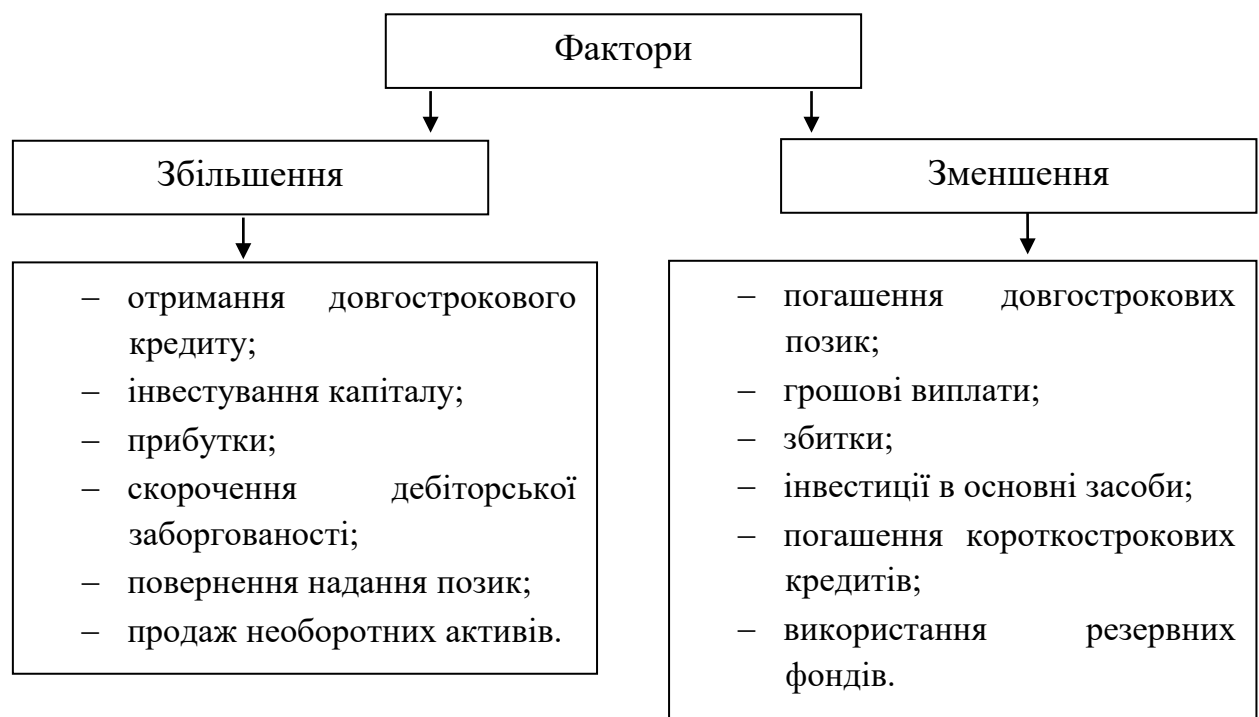 Фактори
Збільшення
Зменшення
– отримання довгострокового
кредиту;
– інвестування капіталу;
– прибутки;
– скорочення дебіторської
заборгованості;
– повернення надання позик;
– продаж необоротних активів.
– погашення довгострокових
позик;
– грошові виплати;
– збитки;
– інвестиції в основні засоби;
– погашення короткострокових
кредитів;
– використання резервних
фондів.